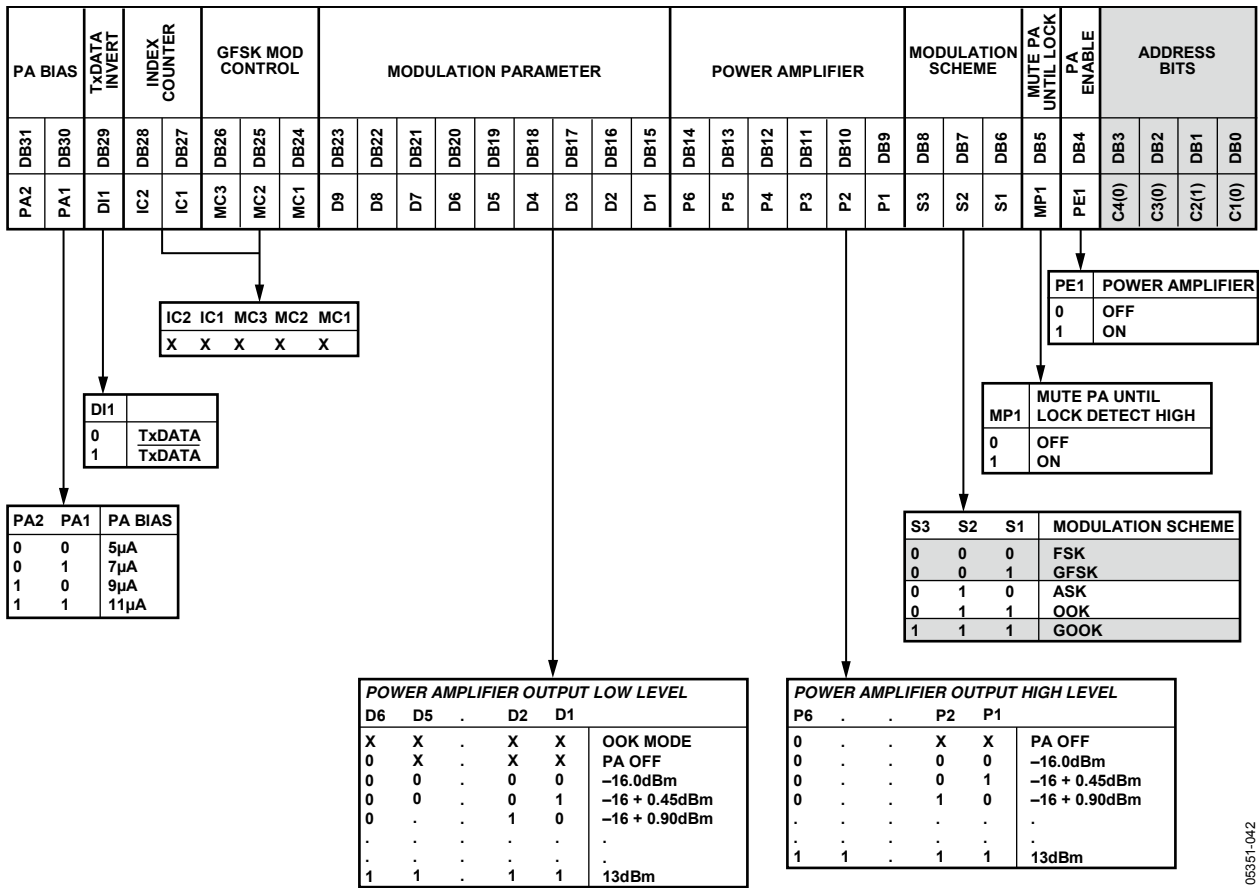 PA BIAS
TxDATA
INVERT
INDEX
COUNTER
GFSK MOD
CONTROL
MODULATION PARAMETER
POWER AMPLIFIER
MODULATION
SCHEME
MUTE PA
UNTIL LOCK
PA
ENABLE
ADDRESS
BITS
DB31 DB30 DB29 DB28 DB27 DB26 DB25 DB24 DB23 DB22 DB21 DB20 DB19 DB18 DB17 DB16 DB15 DB14 DB13 DB12 DB11 DB10 DB9 DB8 DB7 DB6 DB5 DB4 DB3 DB2 DB1 DB0
PA2 PA1 DI1 IC2 IC1 MC3 MC2 MC1 D9 D8 D7 D6 D5 D4 D3 D2 D1 P6 P5 P4 P3 P2 P1 S3 S2 S1 MP1 PE1 C4(0) C3(0) C2(1) C1(0)
PE1 POWER AMPLIFIER
0 OFF
1 ON
IC2 IC1 MC3 MC2 MC1
X X X X X
MP1 MUTE PA UNTIL
LOCK DETECT HIGH
0 OFF
1 ON
DI1
0 TxDATA
1 TxDATA
PA2 PA1 PA BIAS
0 0 5µA
0 1 7µA
1 0 9µA
1 1 11µA
S3 S2 S1 MODULATION SCHEME
0 0 0 FSK
0 0 1 GFSK
0 1 0 ASK
0 1 1 OOK
1 1 1 GOOK
POWER AMPLIFIER OUTPUT LOW LEVEL
D6 D5 . D2 D1
X X . X X OOK MODE
0 X . X X PA OFF
0 0 . 0 0 –16.0dBm
0 0 . 0 1 –16 + 0.45dBm
0 . . 1 0 –16 + 0.90dBm
. . . . . .
. . . . . .
1 1 . 1 1 13dBm
POWER AMPLIFIER OUTPUT HIGH LEVEL
P6 . . P2 P1
0 . . X X PA OFF
0 . . 0 0 –16.0dBm
0 . . 0 1 –16 + 0.45dBm
0 . . 1 0 –16 + 0.90dBm
. . . . . .
. . . . . .
1 1 . 1 1 13dBm
05351-042